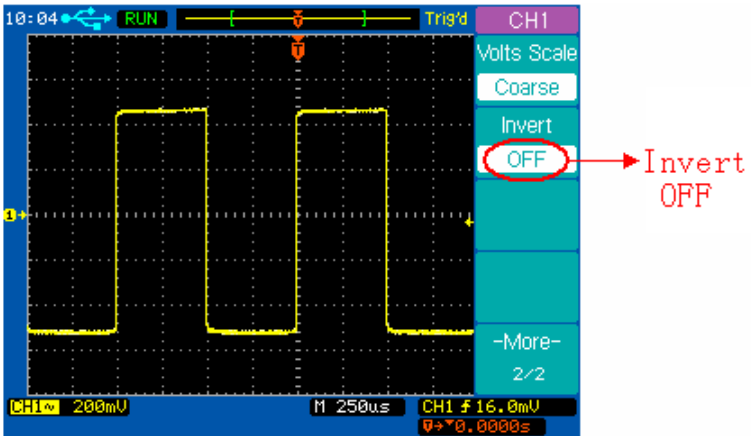 10:04 RUN T Trig'd CH1
T
Volts Scale
Coarse
Invert
OFF
Invert
OFF
1
-More-
2/2
CH1~ 200mV M 250us CH1 16.0mV
0.0000s